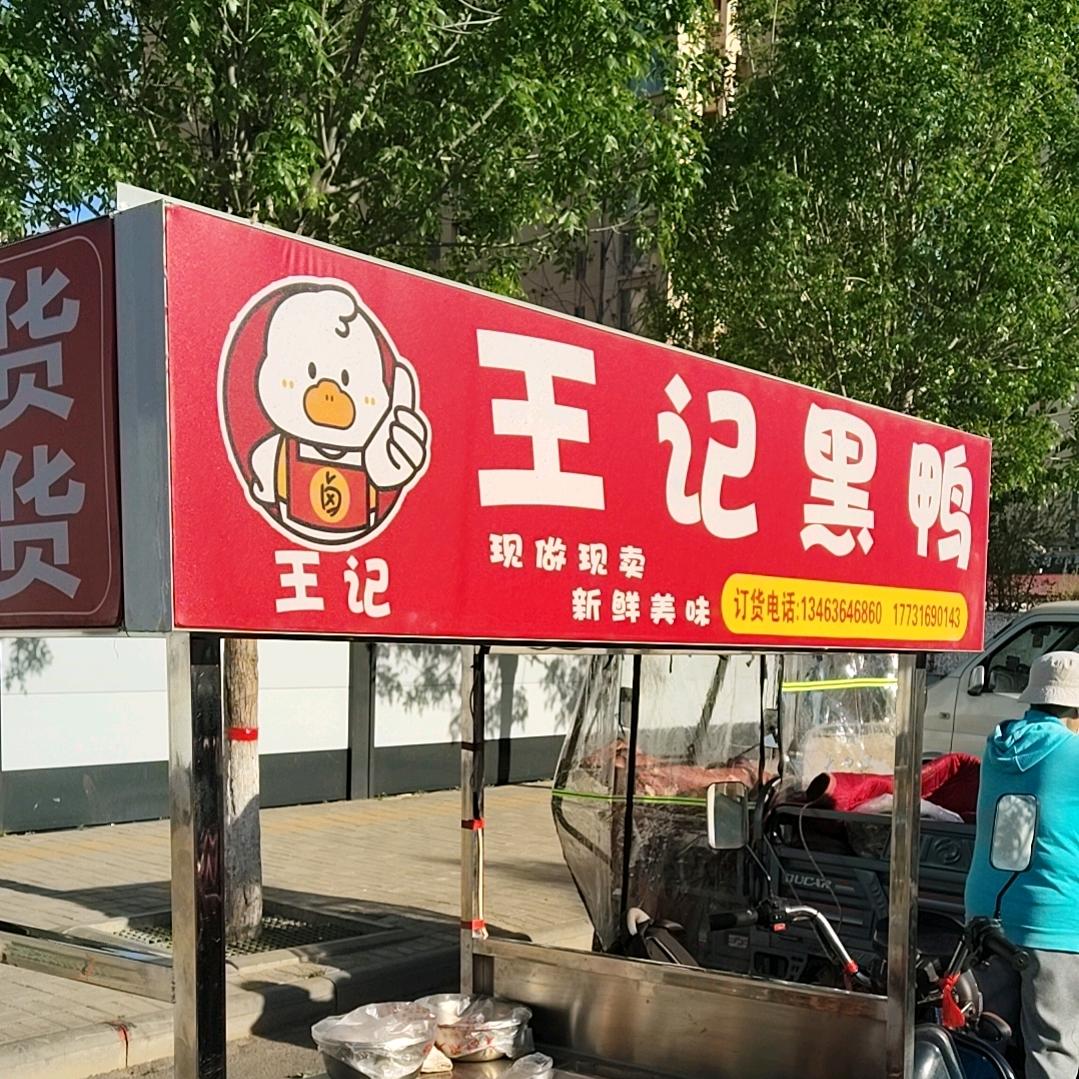 货
货
卤
王记
王记黑鸭
现做现卖
新鲜美味
订货电话:13463646860 17731690143